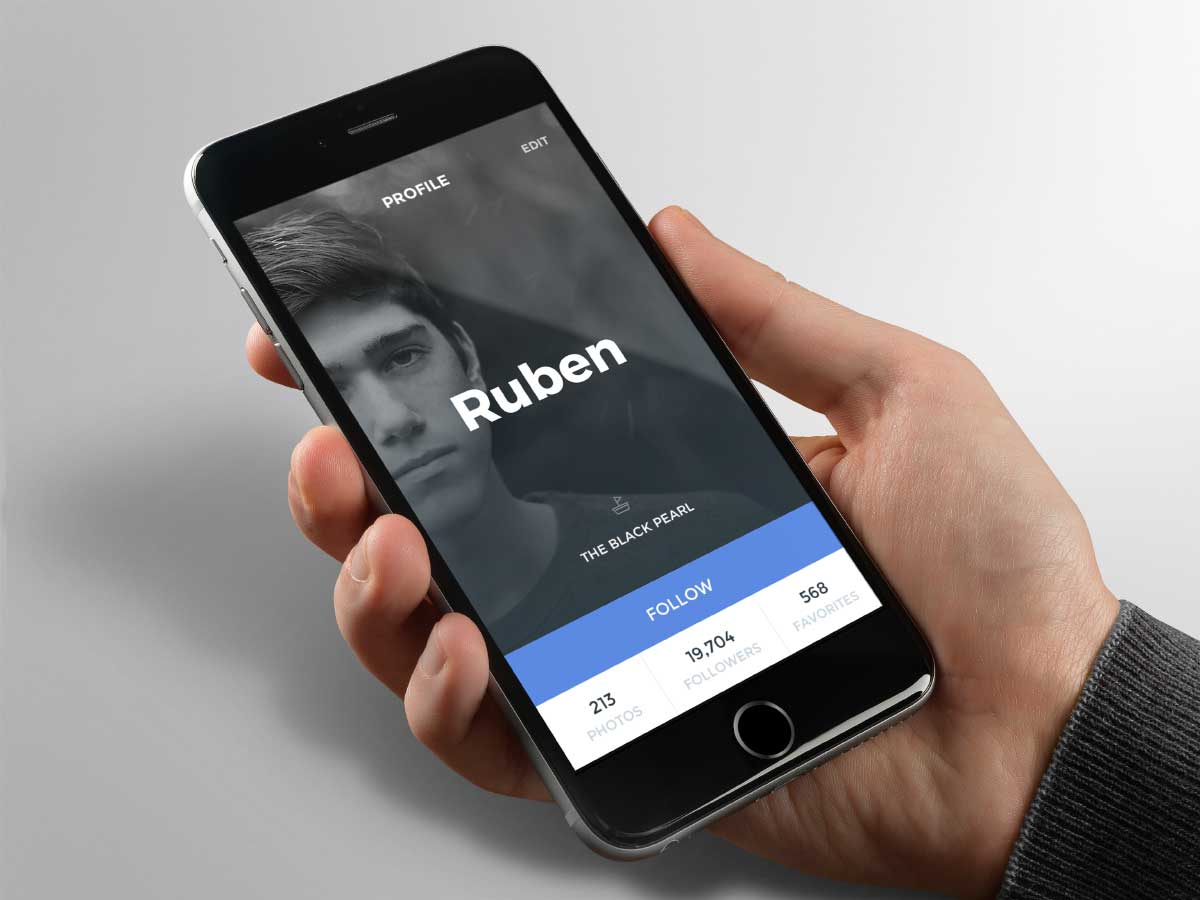 PROFILE
EDIT
Ruben
THE BLACK PEARL
FOLLOW
213
PHOTOS
19,704
FOLLOWERS
568
FAVORITES